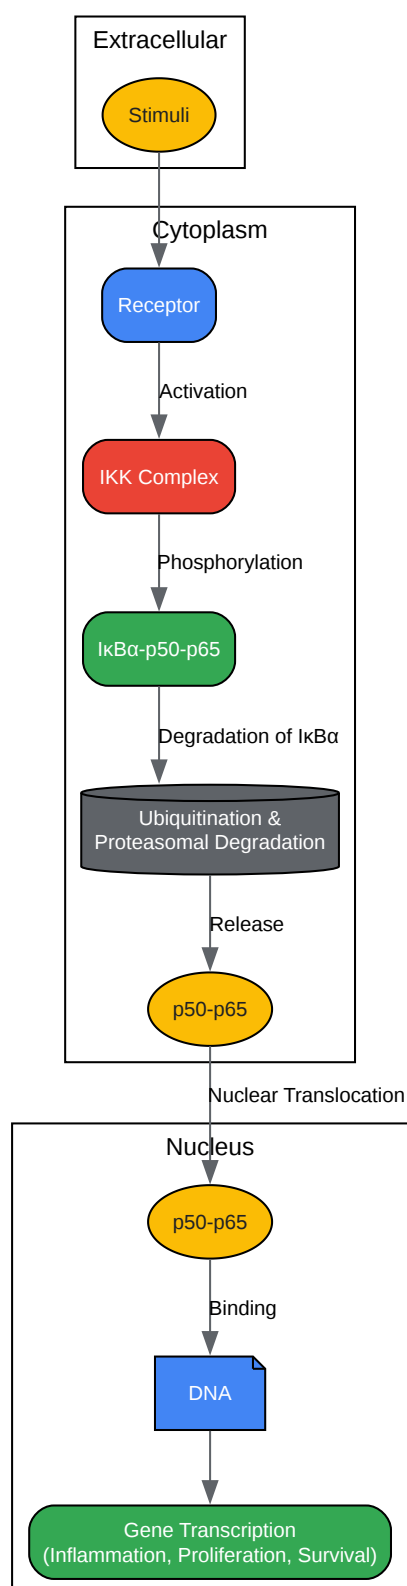 Extracellular
Stimuli
Cytoplasm
Receptor
Activation
IKK Complex
Phosphorylation
IκBα-p50-p65
Degradation of IκBα
Ubiquitination &
Proteasomal Degradation
Release
p50-p65
Nuclear Translocation
Nucleus
p50-p65
Binding
DNA
Gene Transcription
(Inflammation, Proliferation, Survival)